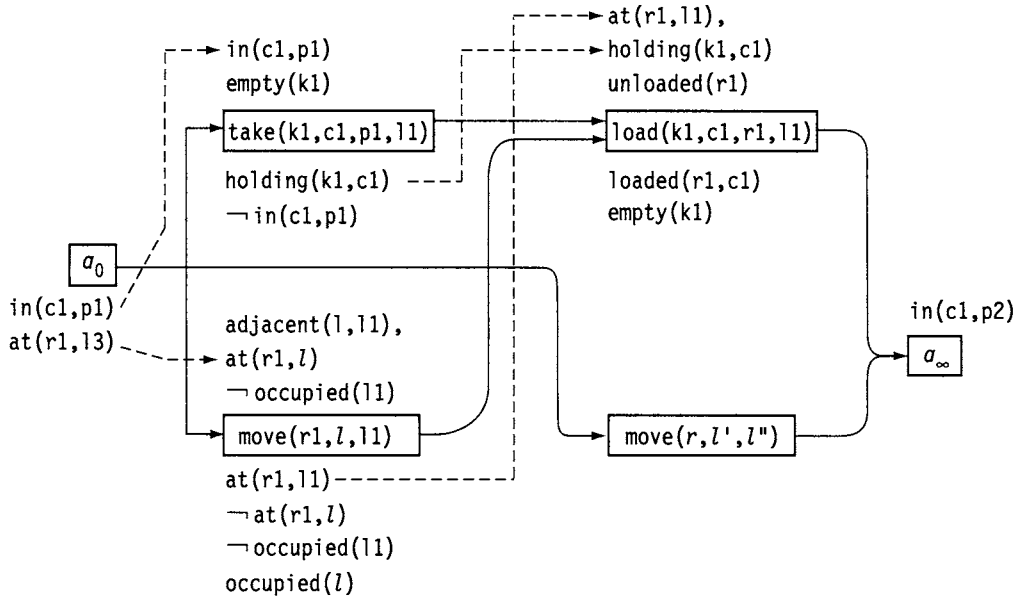 at(r1,l1),
in(c1,p1)
holding(k1,c1)
empty(k1)
unloaded(r1)
take(k1,c1,p1,l1)
load(k1,c1,r1,l1)
holding(k1,c1)
loaded(r1,c1)
¬in(c1,p1)
empty(k1)
a₀
in(c1,p1)
at(r1,l3)
adjacent(l,l1),
at(r1,l)
¬occupied(l1)
in(c1,p2)
a∞
move(r1,l,l1)
move(r,l',l")
at(r1,l1)
¬at(r1,l)
¬occupied(l1)
occupied(l)